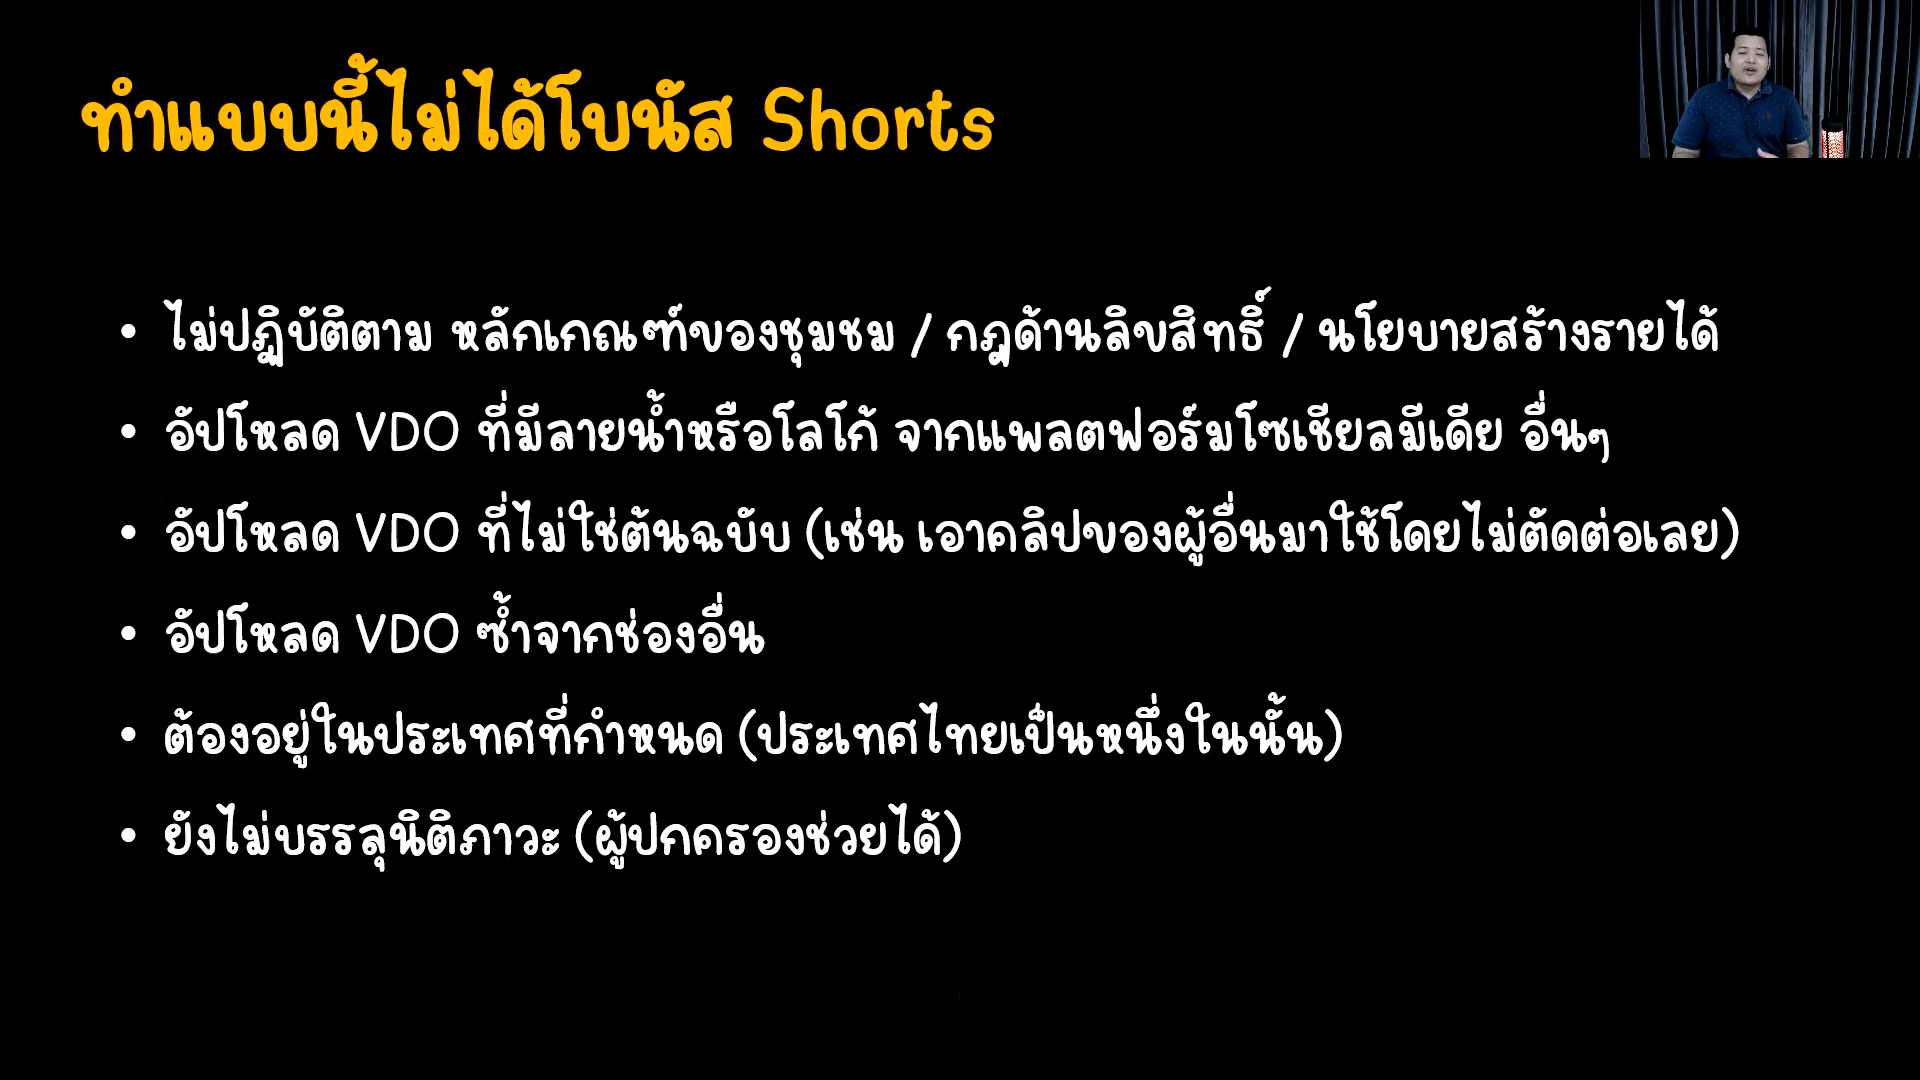 ทำแบบนี้ไม่ได้โบนัส Shorts
• ไม่ปฏิบัติตาม หลักเกณฑ์ของชุมชม / กฎด้านลิขสิทธิ์ / นโยบายสร้างรายได้
• อัปโหลด VDO ที่มีลายน้ำหรือโลโก้ จากแพลตฟอร์มโซเชียลมีเดีย อื่นๆ
• อัปโหลด VDO ที่ไม่ใช่ต้นฉบับ (เช่น เอาคลิปของผู้อื่นมาใช้โดยไม่ตัดต่อเลย)
• อัปโหลด VDO ซ้ำจากช่องอื่น
• ต้องอยู่ในประเทศที่กำหนด (ประเทศไทยเป็นหนึ่งในนั้น)
• ยังไม่บรรลุนิติภาวะ (ผู้ปกครองช่วยได้)